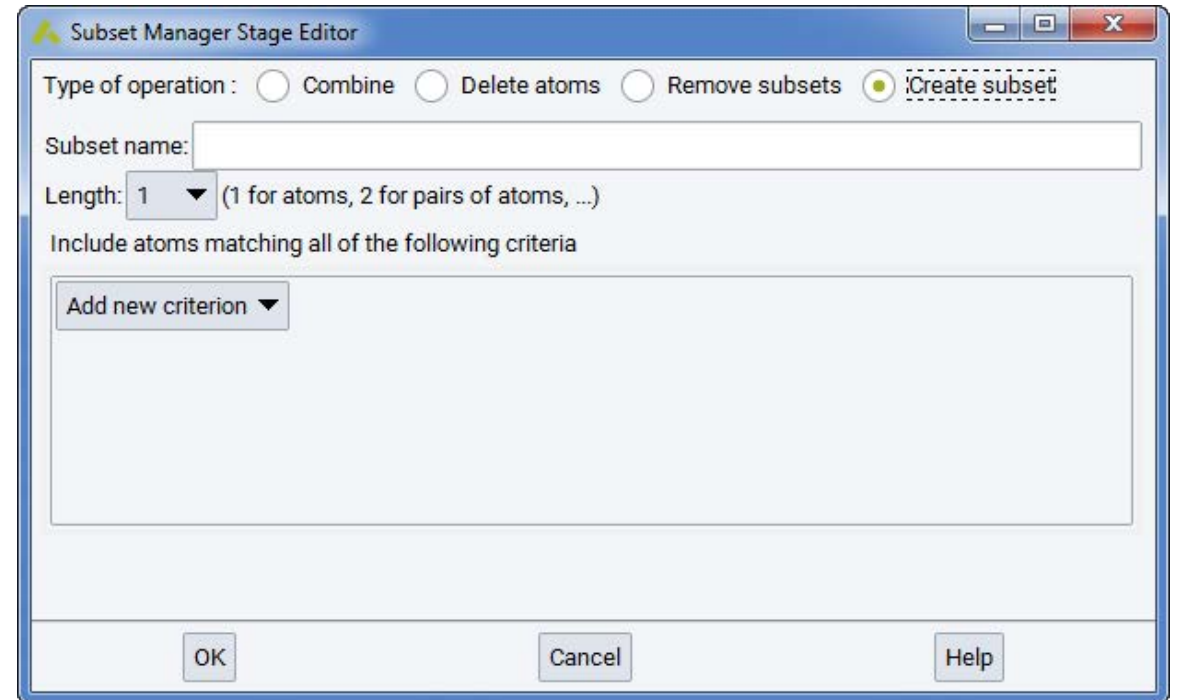 Subset Manager Stage Editor
Type of operation : Combine Delete atoms Remove subsets Create subset
Subset name:
Length: 1 (1 for atoms, 2 for pairs of atoms, ...)
Include atoms matching all of the following criteria
Add new criterion
OK Cancel Help